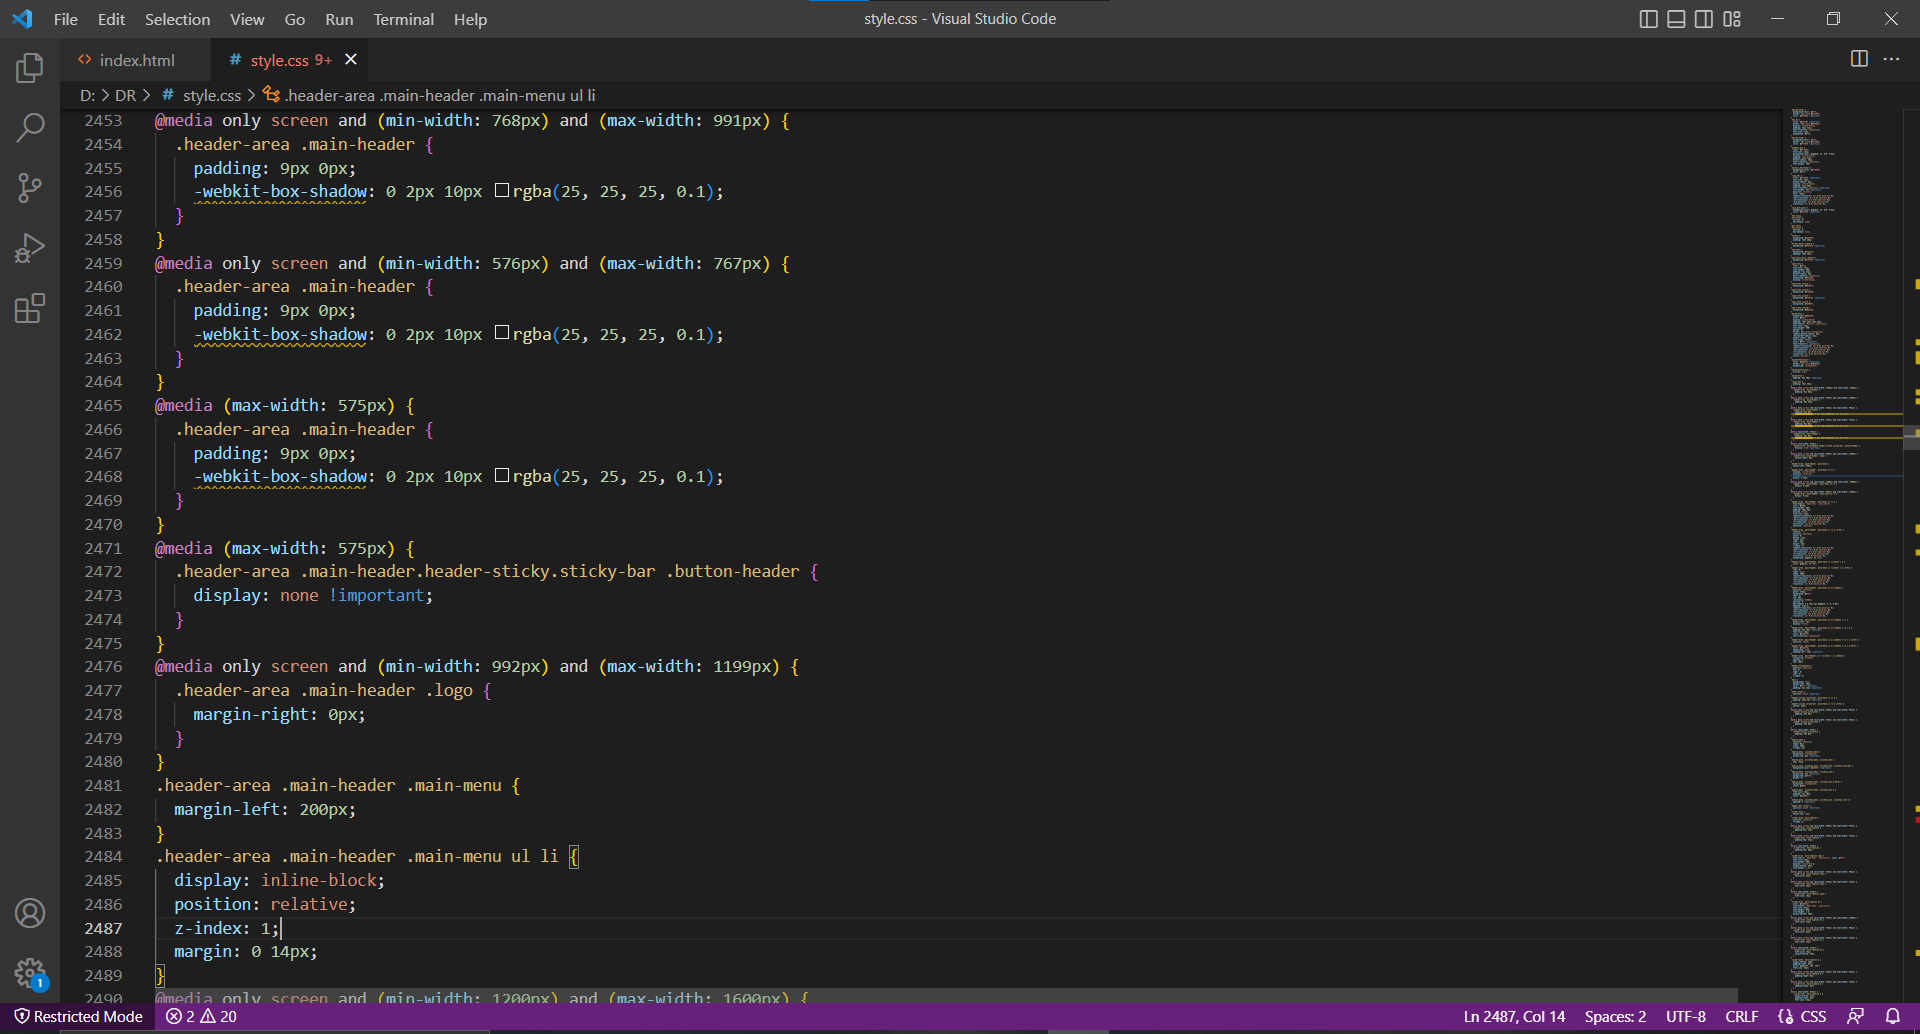 File Edit Selection View Go Run Terminal Help
style.css - Visual Studio Code
index.html
# style.css 9+
D: > DR > # style.css > .header-area .main-header .main-menu ul li
2453 @media only screen and (min-width: 768px) and (max-width: 991px) {
2454 .header-area .main-header {
2455 padding: 9px 0px;
2456 -webkit-box-shadow: 0 2px 10px rgba(25, 25, 25, 0.1);
2457 }
2458 }
2459 @media only screen and (min-width: 576px) and (max-width: 767px) {
2460 .header-area .main-header {
2461 padding: 9px 0px;
2462 -webkit-box-shadow: 0 2px 10px rgba(25, 25, 25, 0.1);
2463 }
2464 }
2465 @media (max-width: 575px) {
2466 .header-area .main-header {
2467 padding: 9px 0px;
2468 -webkit-box-shadow: 0 2px 10px rgba(25, 25, 25, 0.1);
2469 }
2470 }
2471 @media (max-width: 575px) {
2472 .header-area .main-header.header-sticky.sticky-bar .button-header {
2473 display: none !important;
2474 }
2475 }
2476 @media only screen and (min-width: 992px) and (max-width: 1199px) {
2477 .header-area .main-header .logo {
2478 margin-right: 0px;
2479 }
2480 }
2481 .header-area .main-header .main-menu {
2482 margin-left: 200px;
2483 }
2484 .header-area .main-header .main-menu ul li {
2485 display: inline-block;
2486 position: relative;
2487 z-index: 1;
2488 margin: 0 14px;
2489 }
2490 @media only screen and (min-width: 1200px) and (max-width: 1600px) {
1
Restricted Mode 2 20
Ln 2487, Col 14 Spaces: 2 UTF-8 CRLF CSS